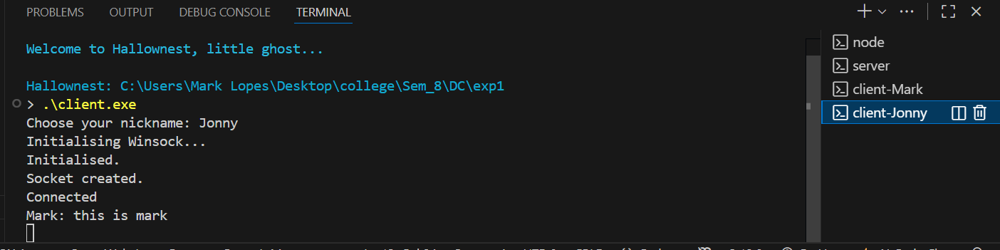 PROBLEMS OUTPUT DEBUG CONSOLE TERMINAL
Welcome to Hallownest, little ghost...
Hallownest: C:\Users\Mark Lopes\Desktop\college\Sem_8\DC\exp1
> .\client.exe
Choose your nickname: Jonny
Initialising Winsock...
Initialised.
Socket created.
Connected
Mark: this is mark
node
server
client-Mark
client-Jonny